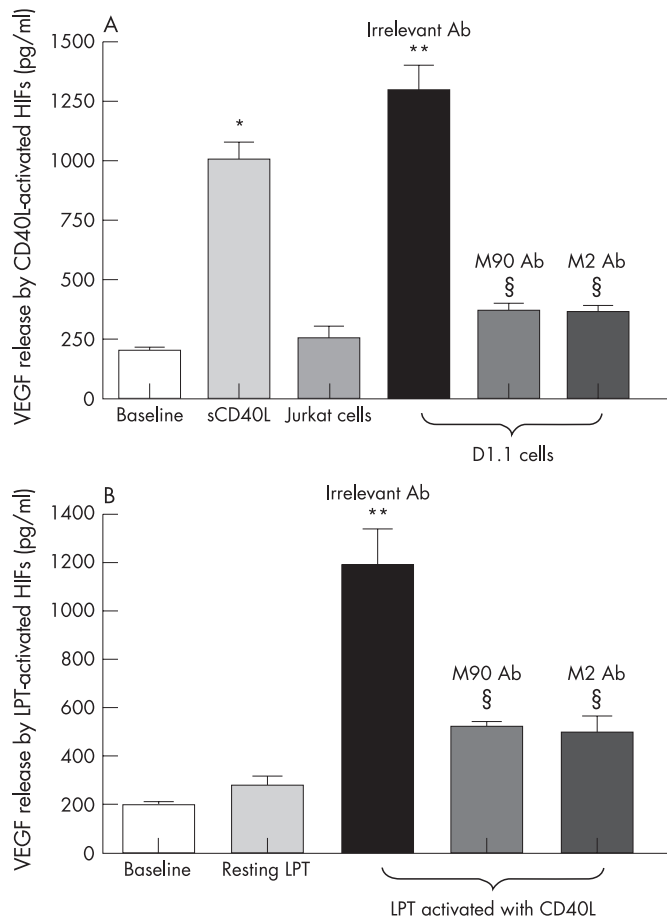 A
VEGF release by CD40L-activated HIFs (pg/ml)
1500
1250
1000
750
500
250
0
Irrelevant Ab
**
*
M90 Ab
§
M2 Ab
§
Baseline
sCD40L
Jurkat cells
D1.1 cells
B
VEGF release by LPT-activated HIFs (pg/ml)
1400
1200
1000
800
600
400
200
0
Irrelevant Ab
**
M90 Ab
§
M2 Ab
§
Baseline
Resting LPT
LPT activated with CD40L